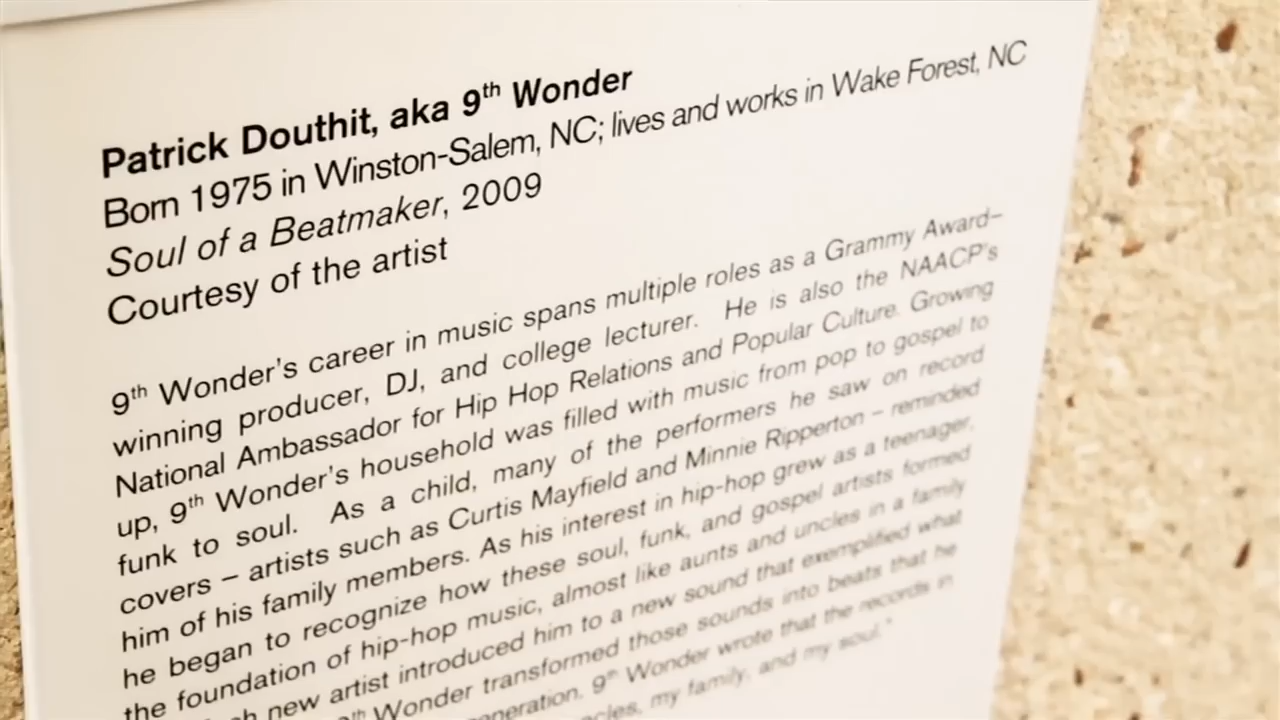 Patrick Douthit, aka 9th Wonder
Born 1975 in Winston-Salem, NC; lives and works in Wake Forest, NC
Soul of a Beatmaker, 2009
Courtesy of the artist
9th Wonder's career in music spans multiple roles as a Grammy Award–
winning producer, DJ, and college lecturer. He is also the NAACP's
National Ambassador for Hip Hop Relations and Popular Culture. Growing
up, 9th Wonder's household was filled with music from pop to gospel to
funk to soul. As a child, many of the performers he saw on record
covers – artists such as Curtis Mayfield and Minnie Ripperton – reminded
him of his family members. As his interest in hip-hop grew as a teenager,
he began to recognize how these soul, funk, and gospel artists formed
the foundation of hip-hop music, almost like aunts and uncles in a family
new artist introduced him to a new sound that exemplified what
Wonder transformed those sounds into beats that he
9th Wonder wrote that the records in
my family, and my soul."